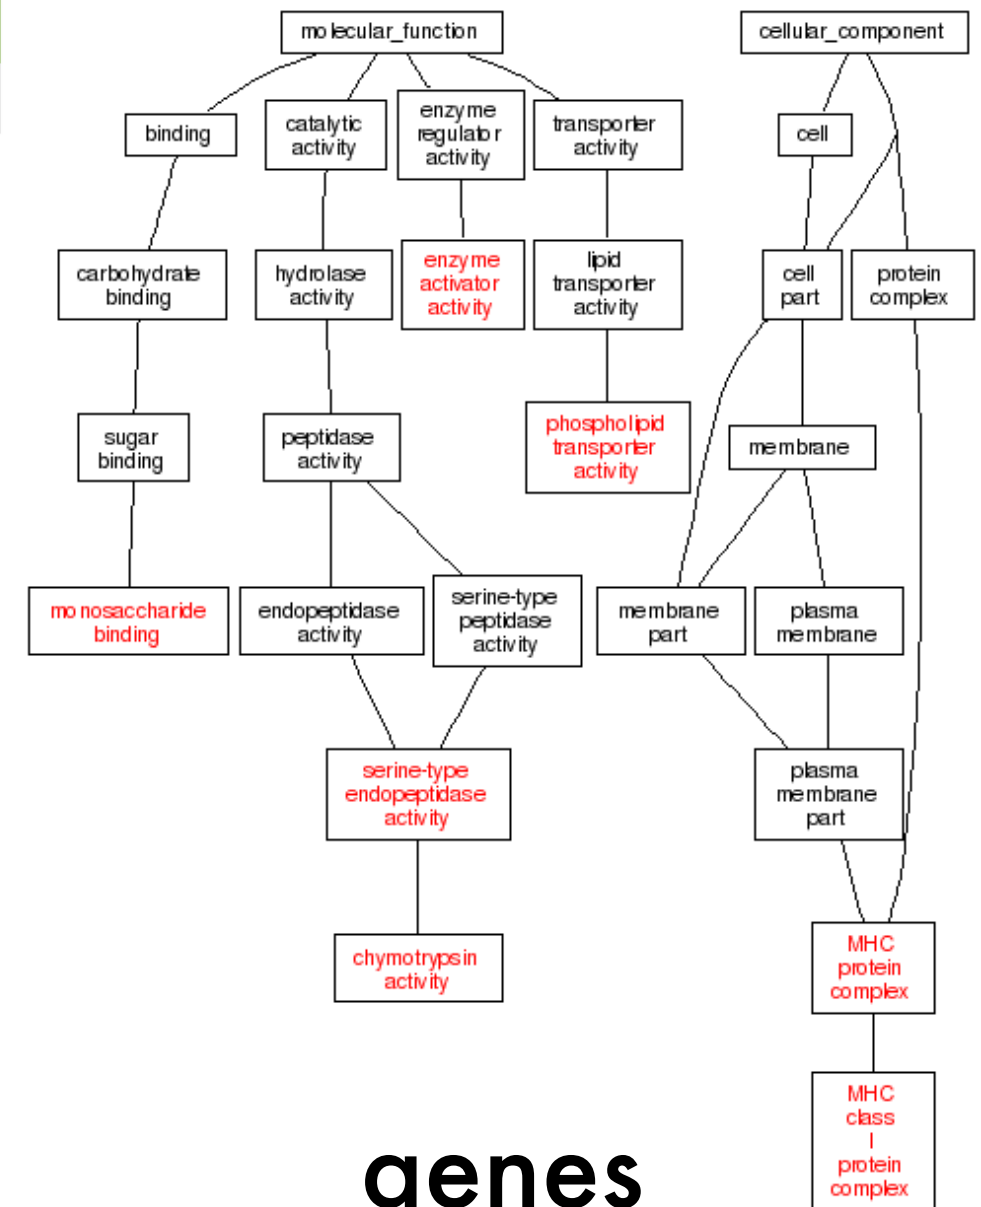 molecular_function
cellular_component
binding
catalytic
activity
enzyme
regulator
activity
transporter
activity
cell
carbohydrate
binding
hydrolase
activity
enzyme
activator
activity
lipid
transporter
activity
cell
part
protein
complex
sugar
binding
peptidase
activity
phospholipid
transporter
activity
membrane
monosaccharide
binding
endopeptidase
activity
serine-type
peptidase
activity
membrane
part
plasma
membrane
serine-type
endopeptidase
activity
plasma
membrane
part
chymotrypsin
activity
MHC
protein
complex
MHC
class
I
protein
complex
genes